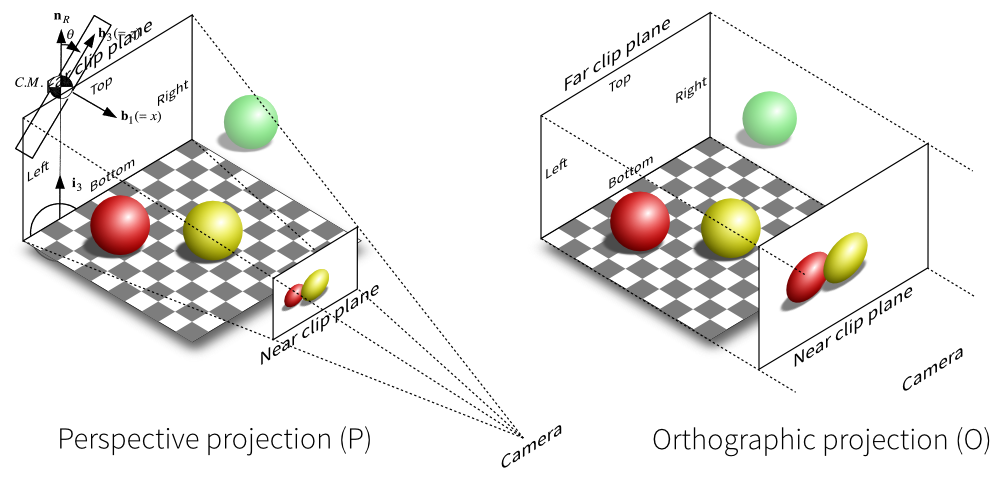 n_R
θ
b_3(=
clip plane
C.M.
Top
Right
b_1(= x)
Left
Bottom
i_3
Near clip plane
Camera
Perspective projection (P)
Far clip plane
Top
Right
Left
Bottom
Near clip plane
Camera
Orthographic projection (O)